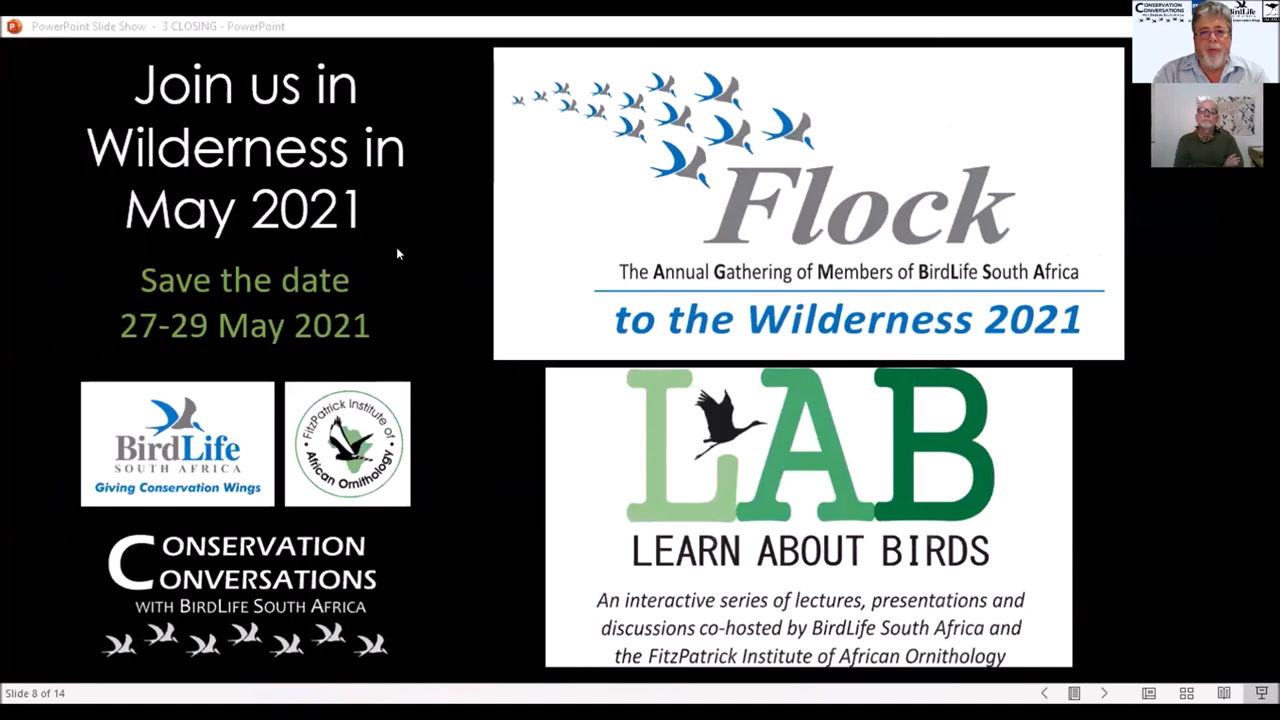 PowerPoint Slide Show - 3 CLOSING - PowerPoint
Join us in
Wilderness in
May 2021
Save the date
27-29 May 2021
BirdLife
SOUTH AFRICA
Giving Conservation Wings
FitzPatrick Institute of
African Ornithology
CONSERVATION
CONVERSATIONS
WITH BIRDLIFE SOUTH AFRICA
Flock
The Annual Gathering of Members of BirdLife South Africa
to the Wilderness 2021
LAB
LEARN ABOUT BIRDS
An interactive series of lectures, presentations and
discussions co-hosted by BirdLife South Africa and
the FitzPatrick Institute of African Ornithology
CONSERVATION
CONVERSATIONS
Slide 8 of 14